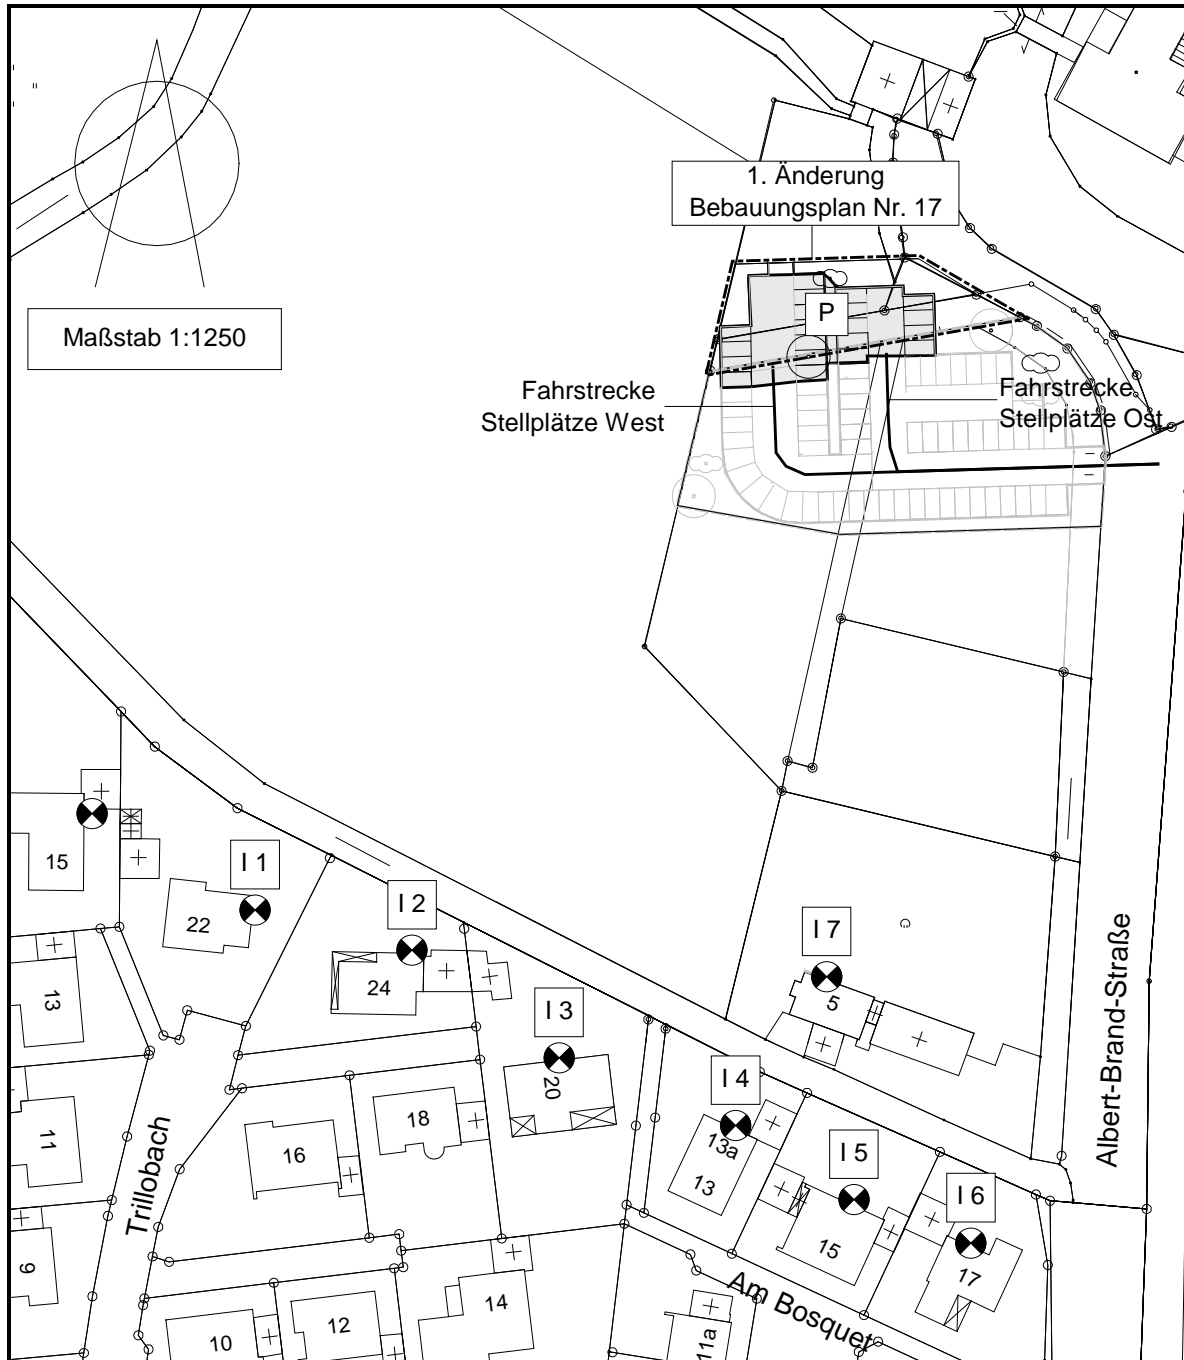 1. Änderung
Bebauungsplan Nr. 17
Maßstab 1:1250
P
Fahrstrecke
Stellplätze West
Fahrstrecke
Stellplätze Ost
15
I 1
22
I 2
24
13
I 3
20
I 7
5
Albert-Brand-Straße
I 4
13a
13
11
Trillobach
18
16
I 5
15
I 6
17
9
14
10
12
Am Bosquet
11a